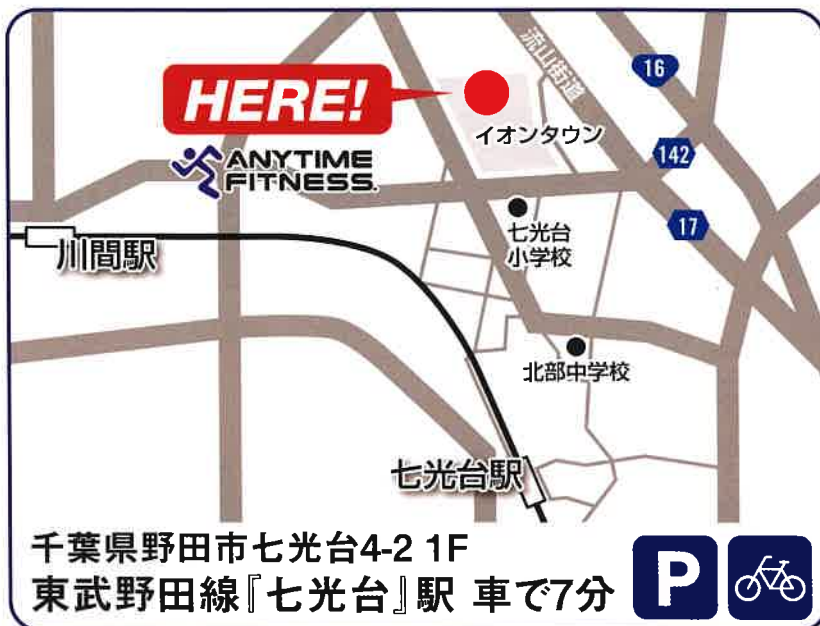 流山街道
16
HERE!
イオンタウン
142
ANYTIME
FITNESS.
七光台
小学校
17
川間駅
北部中学校
七光台駅
千葉県野田市七光台4-2 1F
東武野田線『七光台』駅 車で7分
P